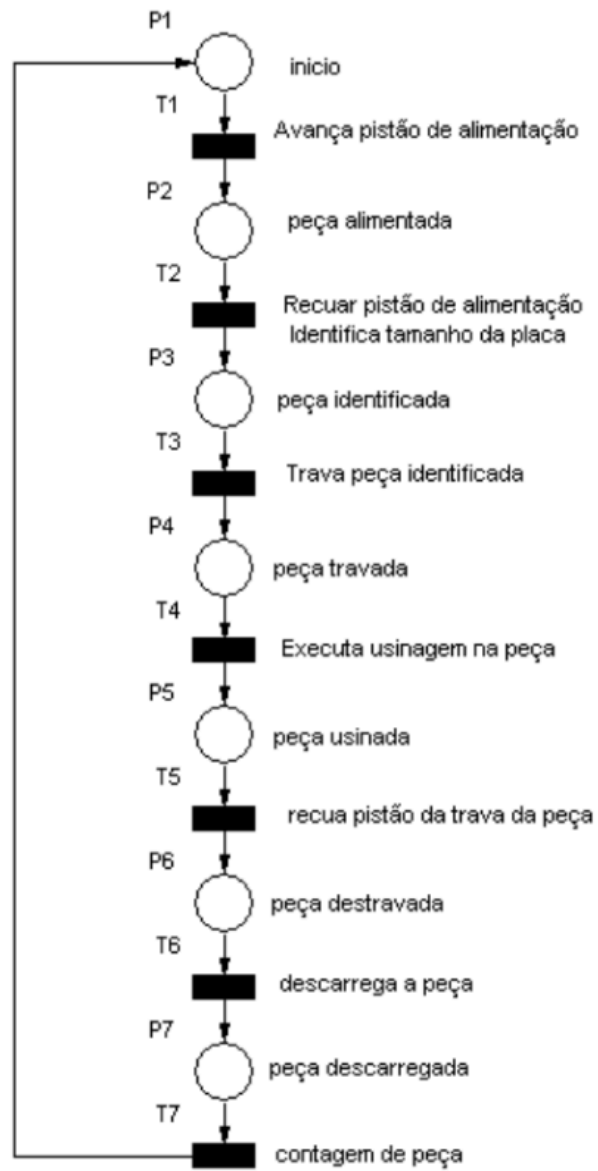 P1
inicio
T1
Avança pistão de alimentação
P2
peça alimentada
T2
Recuar pistão de alimentação
Identifica tamanho da placa
P3
peça identificada
T3
Trava peça identificada
P4
peça travada
T4
Executa usinagem na peça
P5
peça usinada
T5
recua pistão da trava da peça
P6
peça destravada
T6
descarrega a peça
P7
peça descarregada
T7
contagem de peça